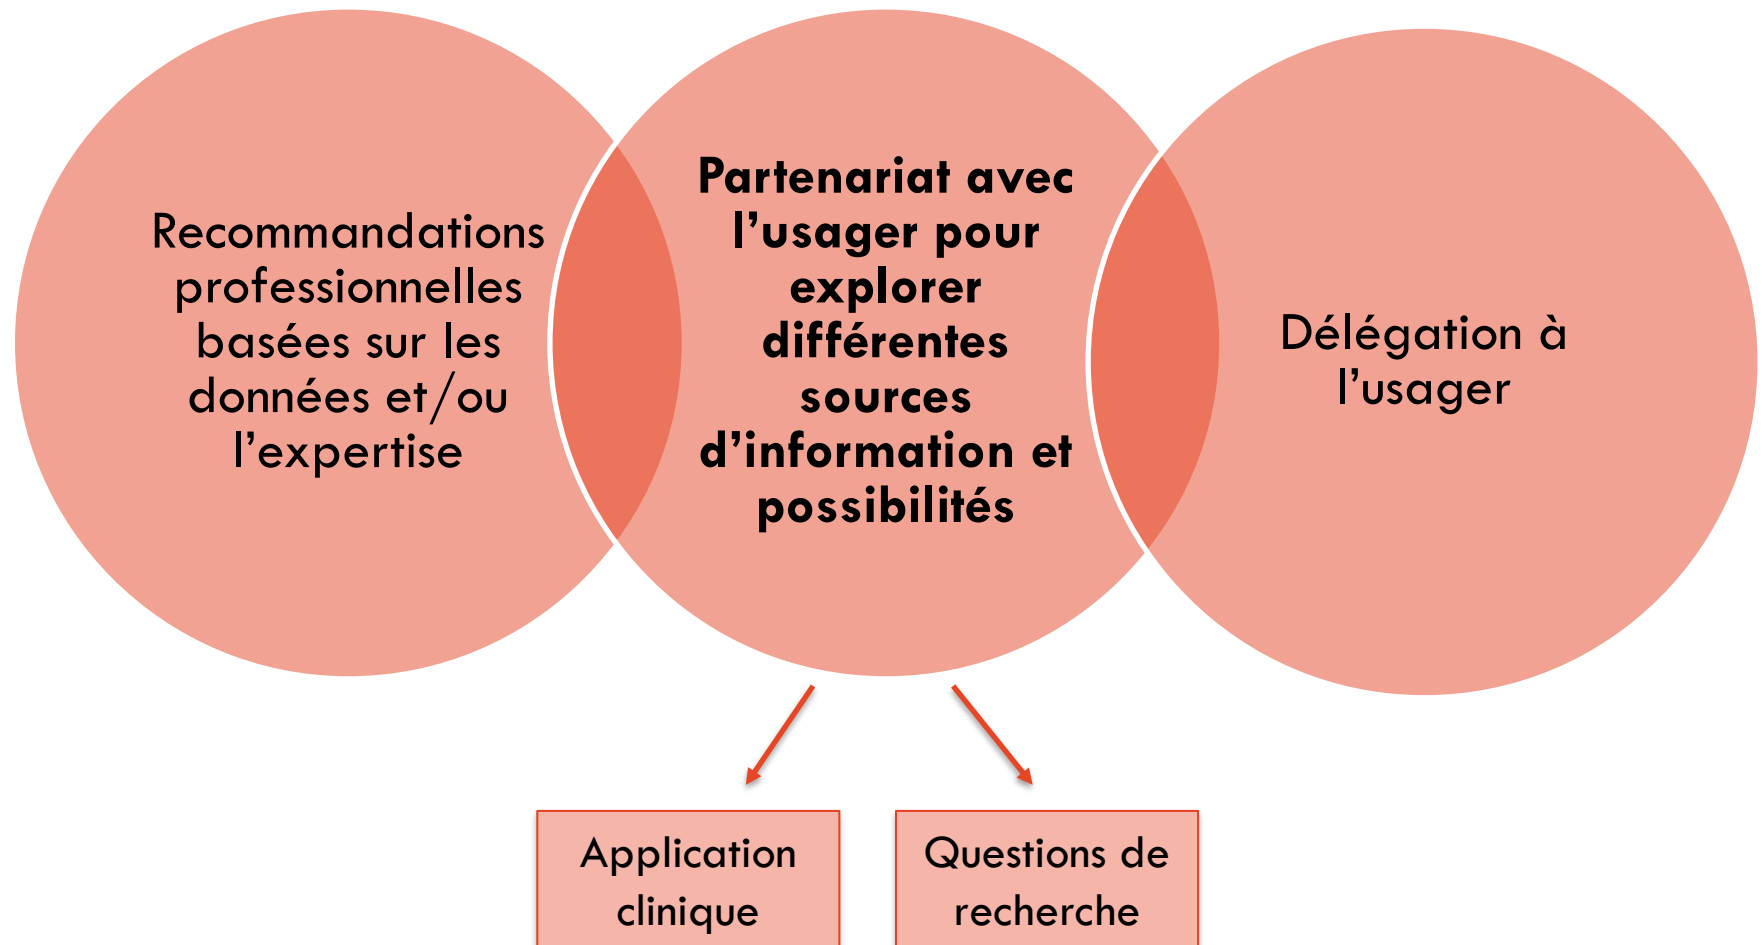 Recommandations
professionnelles
basées sur les
données et/ou
l’expertise
Partenariat avec
l’usager pour
explorer
différentes
sources
d’information et
possibilités
Délégation à
l’usager
Application
clinique
Questions de
recherche